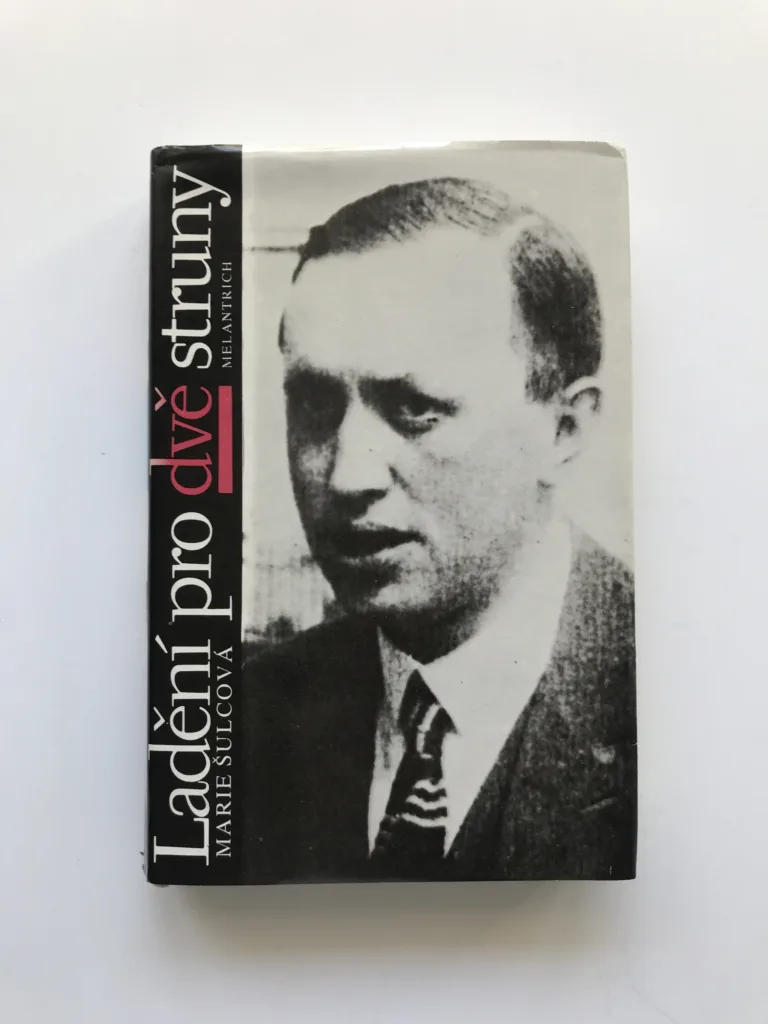 Ladění pro dvě struny
MARIE ŠULCOVÁ
MELANTRICH